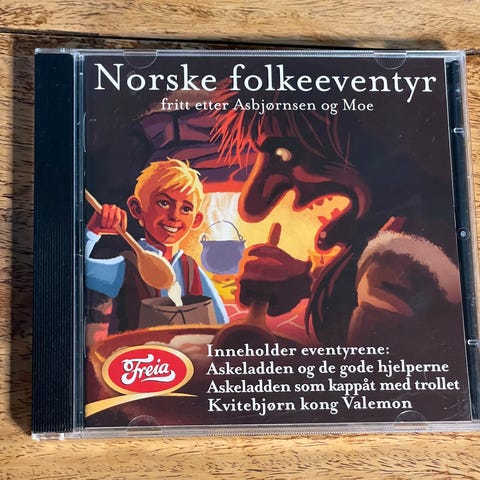 Norske folkeeventyr
fritt etter Asbjørnsen og Moe
Freia
Inneholder eventyrene:
Askeladden og de gode hjelperne
Askeladden som kappåt med trollet
Kvitebjørn kong Valemon